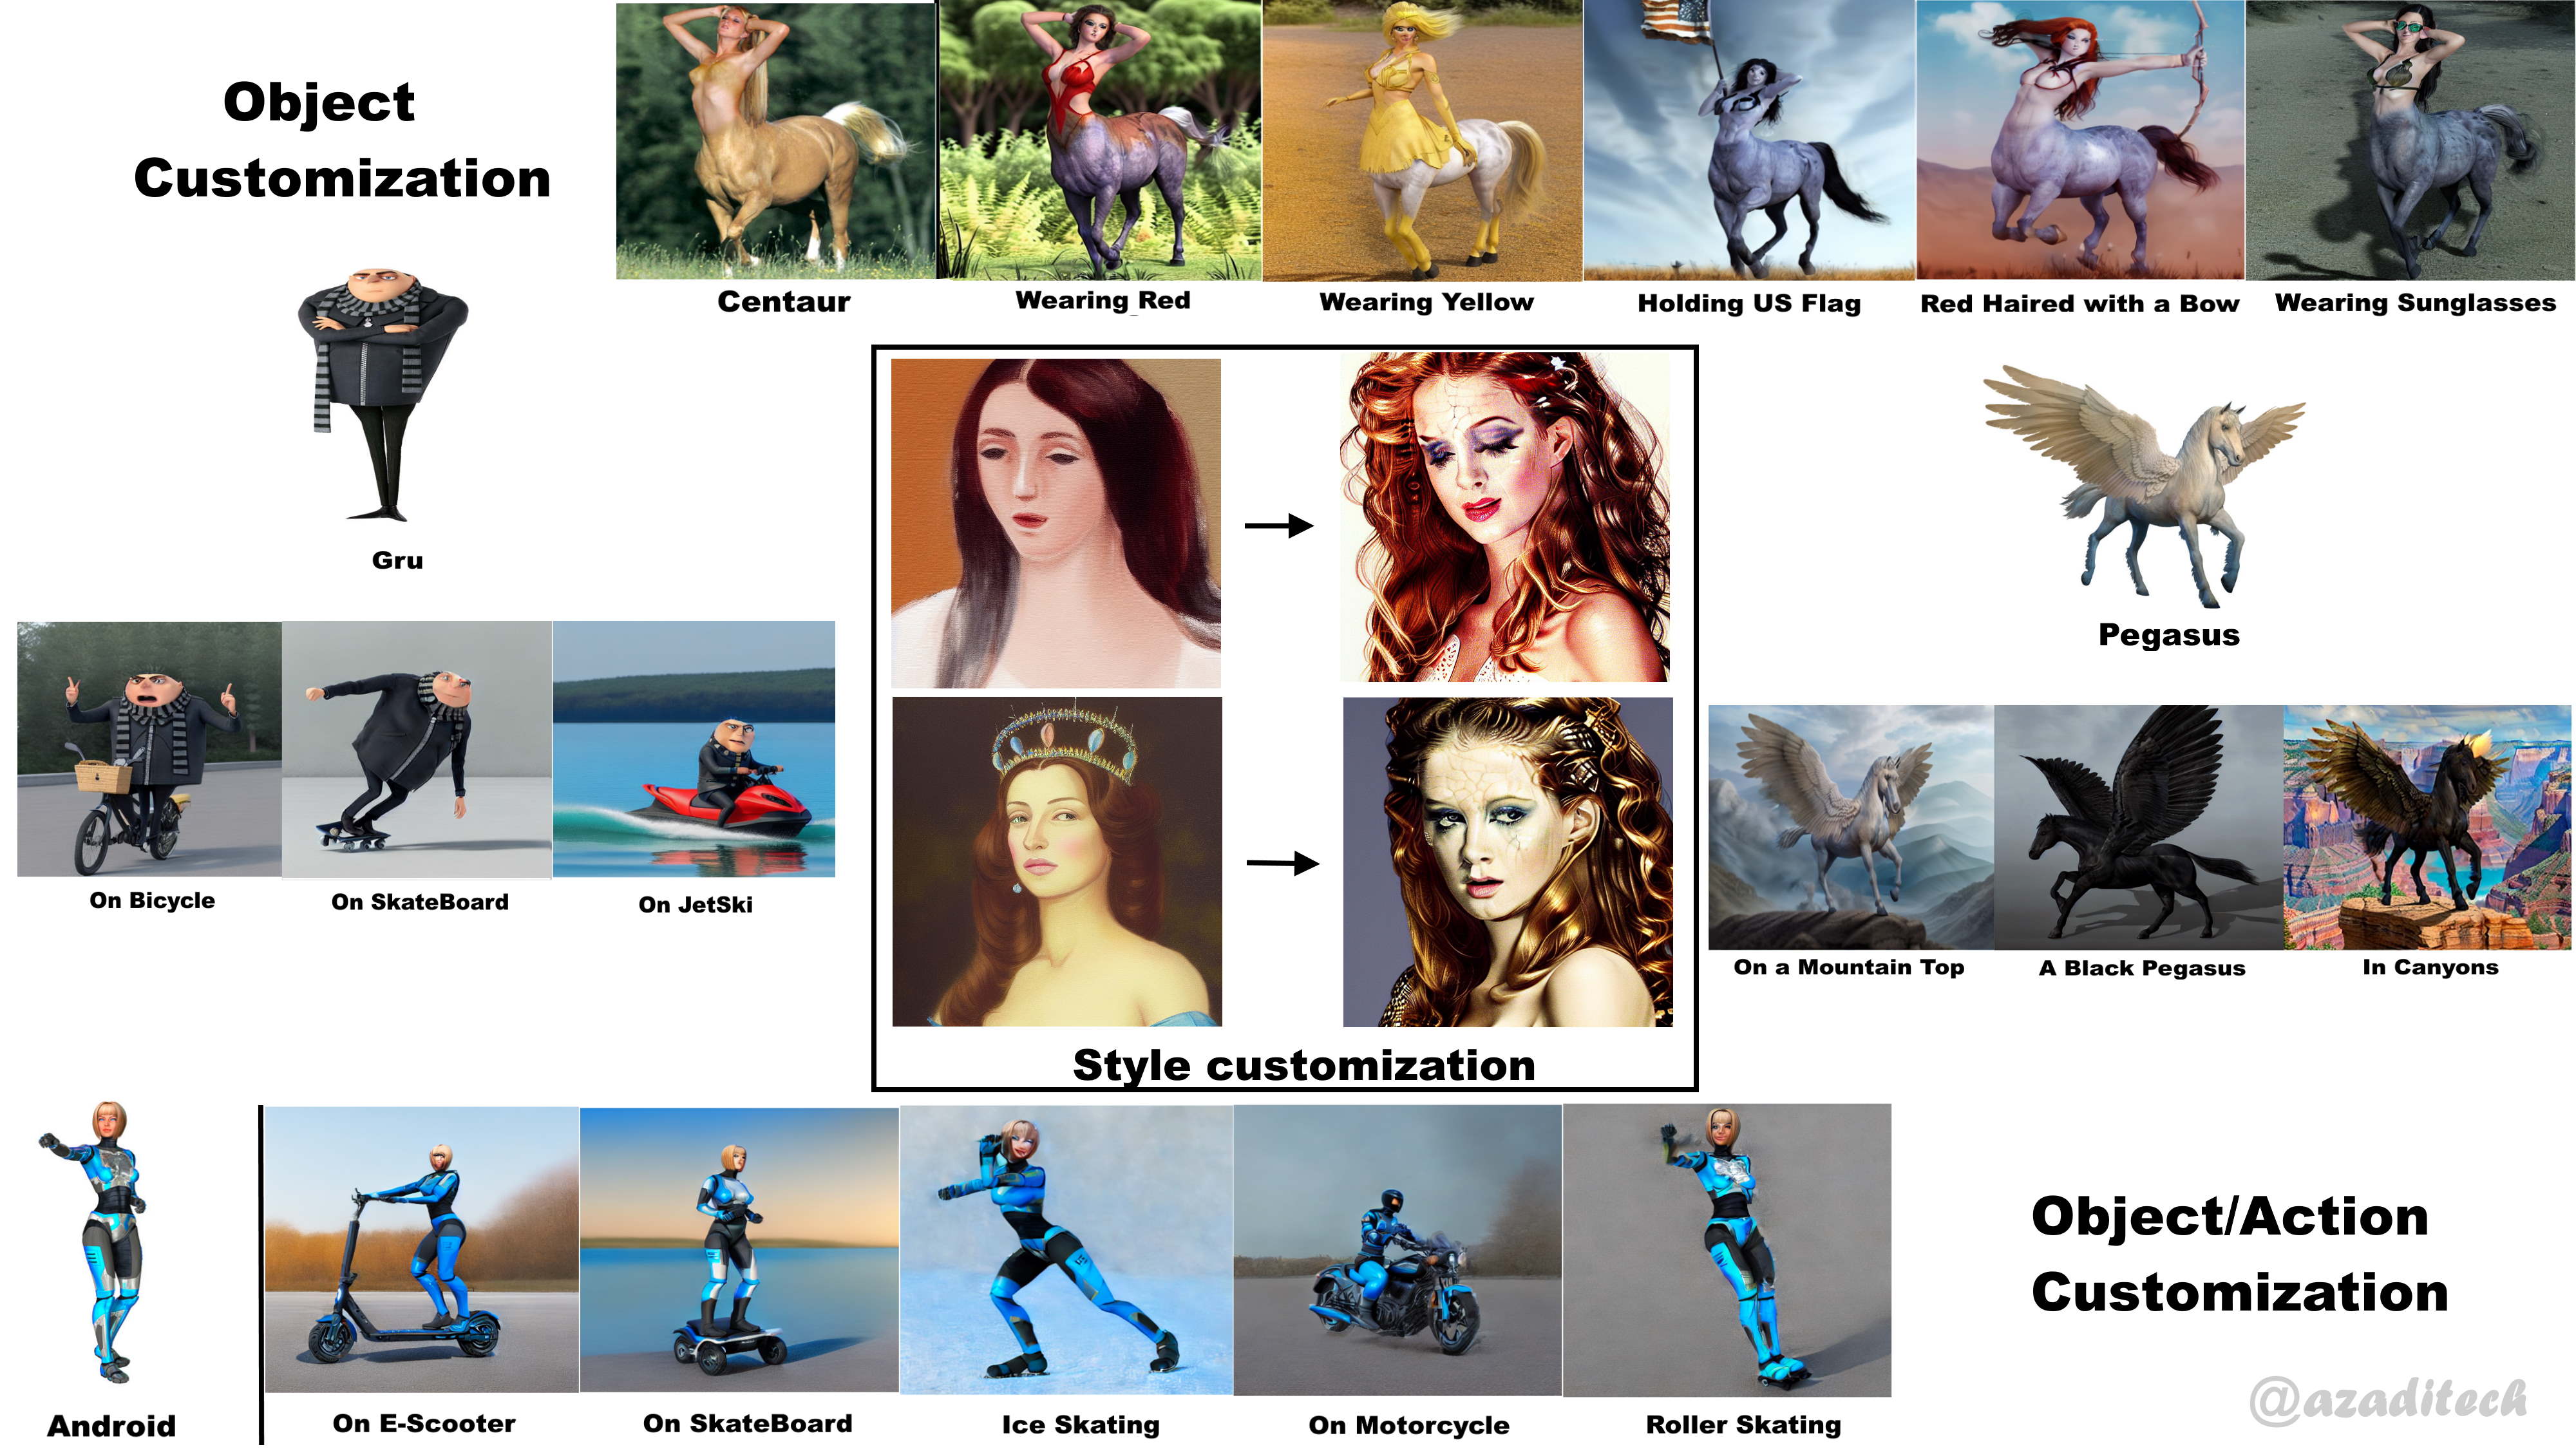 Object
Customization
Centaur
Wearing Red
Wearing Yellow
Holding US Flag
Red Haired with a Bow
Wearing Sunglasses
Gru
Pegasus
On Bicycle
On SkateBoard
On JetSki
On a Mountain Top
A Black Pegasus
In Canyons
Style customization
Android
On E-Scooter
On SkateBoard
Ice Skating
On Motorcycle
Roller Skating
Object/Action
Customization
@azaditech